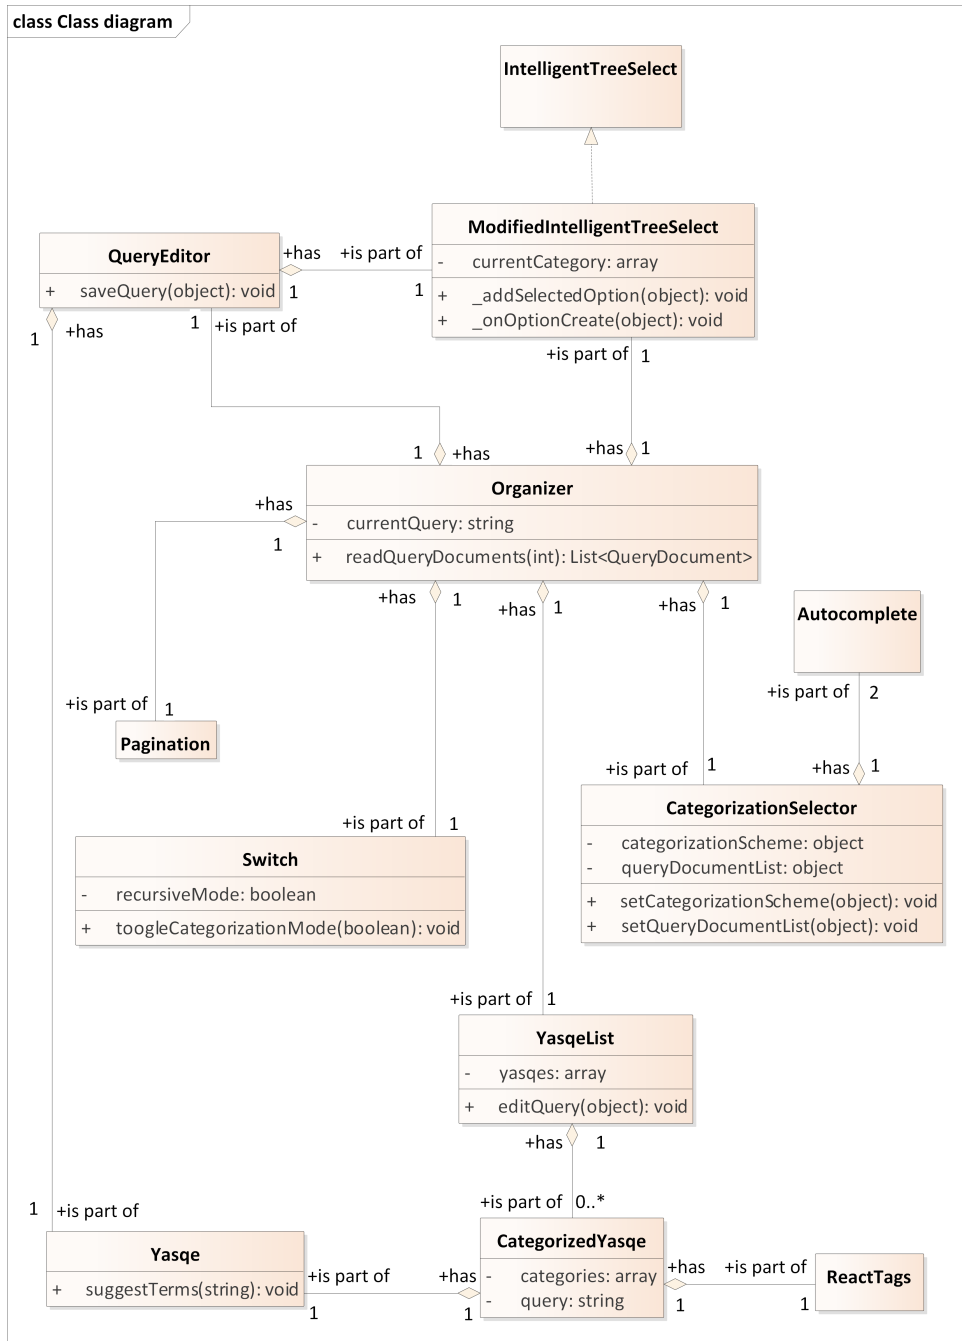 class Class diagram
IntelligentTreeSelect
ModifiedIntelligentTreeSelect
- currentCategory: array
+ _addSelectedOption(object): void
+ _onOptionCreate(object): void
QueryEditor
+ saveQuery(object): void
+has
+is part of
1
1
1
+has
1
+is part of
+is part of
1
1
+has
+has
1
Organizer
- currentQuery: string
+ readQueryDocuments(int): List<QueryDocument>
+has
1
+has
1
+has
1
+has
1
Autocomplete
+is part of
2
+is part of
1
Pagination
+is part of
1
+has
1
CategorizationSelector
- categorizationScheme: object
- queryDocumentList: object
+ setCategorizationScheme(object): void
+ setQueryDocumentList(object): void
+is part of
1
Switch
- recursiveMode: boolean
+ toogleCategorizationMode(boolean): void
+is part of
1
YasqeList
- yasqes: array
+ editQuery(object): void
+has
1
+is part of
0..*
1
+is part of
Yasqe
+ suggestTerms(string): void
+is part of
1
+has
1
CategorizedYasqe
- categories: array
- query: string
+has
1
+is part of
1
ReactTags